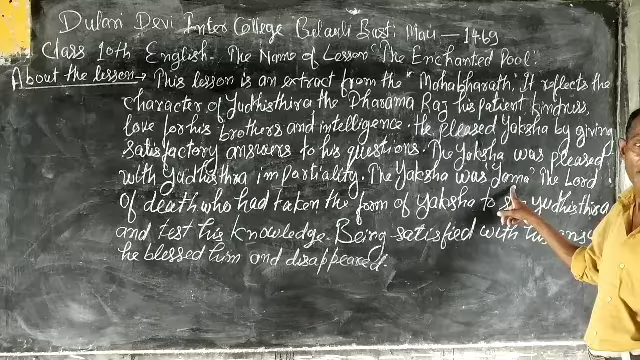 Dulari Devi Inter College Belauli Basti Mau - 1469
Class 10th English. The Name of Lesson "The Enchanted Pool".
About the lesson → This lesson is an extract from the "Mahabharath". It reflects the
character of Yudhisthira the Dharama Raj his patient kindness
love for his brothers and intelligence. He pleased Yaksha by giving
satisfactory answers to his questions. The Yaksha was pleased
with Yudhisthira impartiality. The Yaksha was "Yama" The Lord
of death who had taken the form of Yaksha to Yudhisthira
and test his knowledge. Being satisfied with his
he blessed him and disappeared.